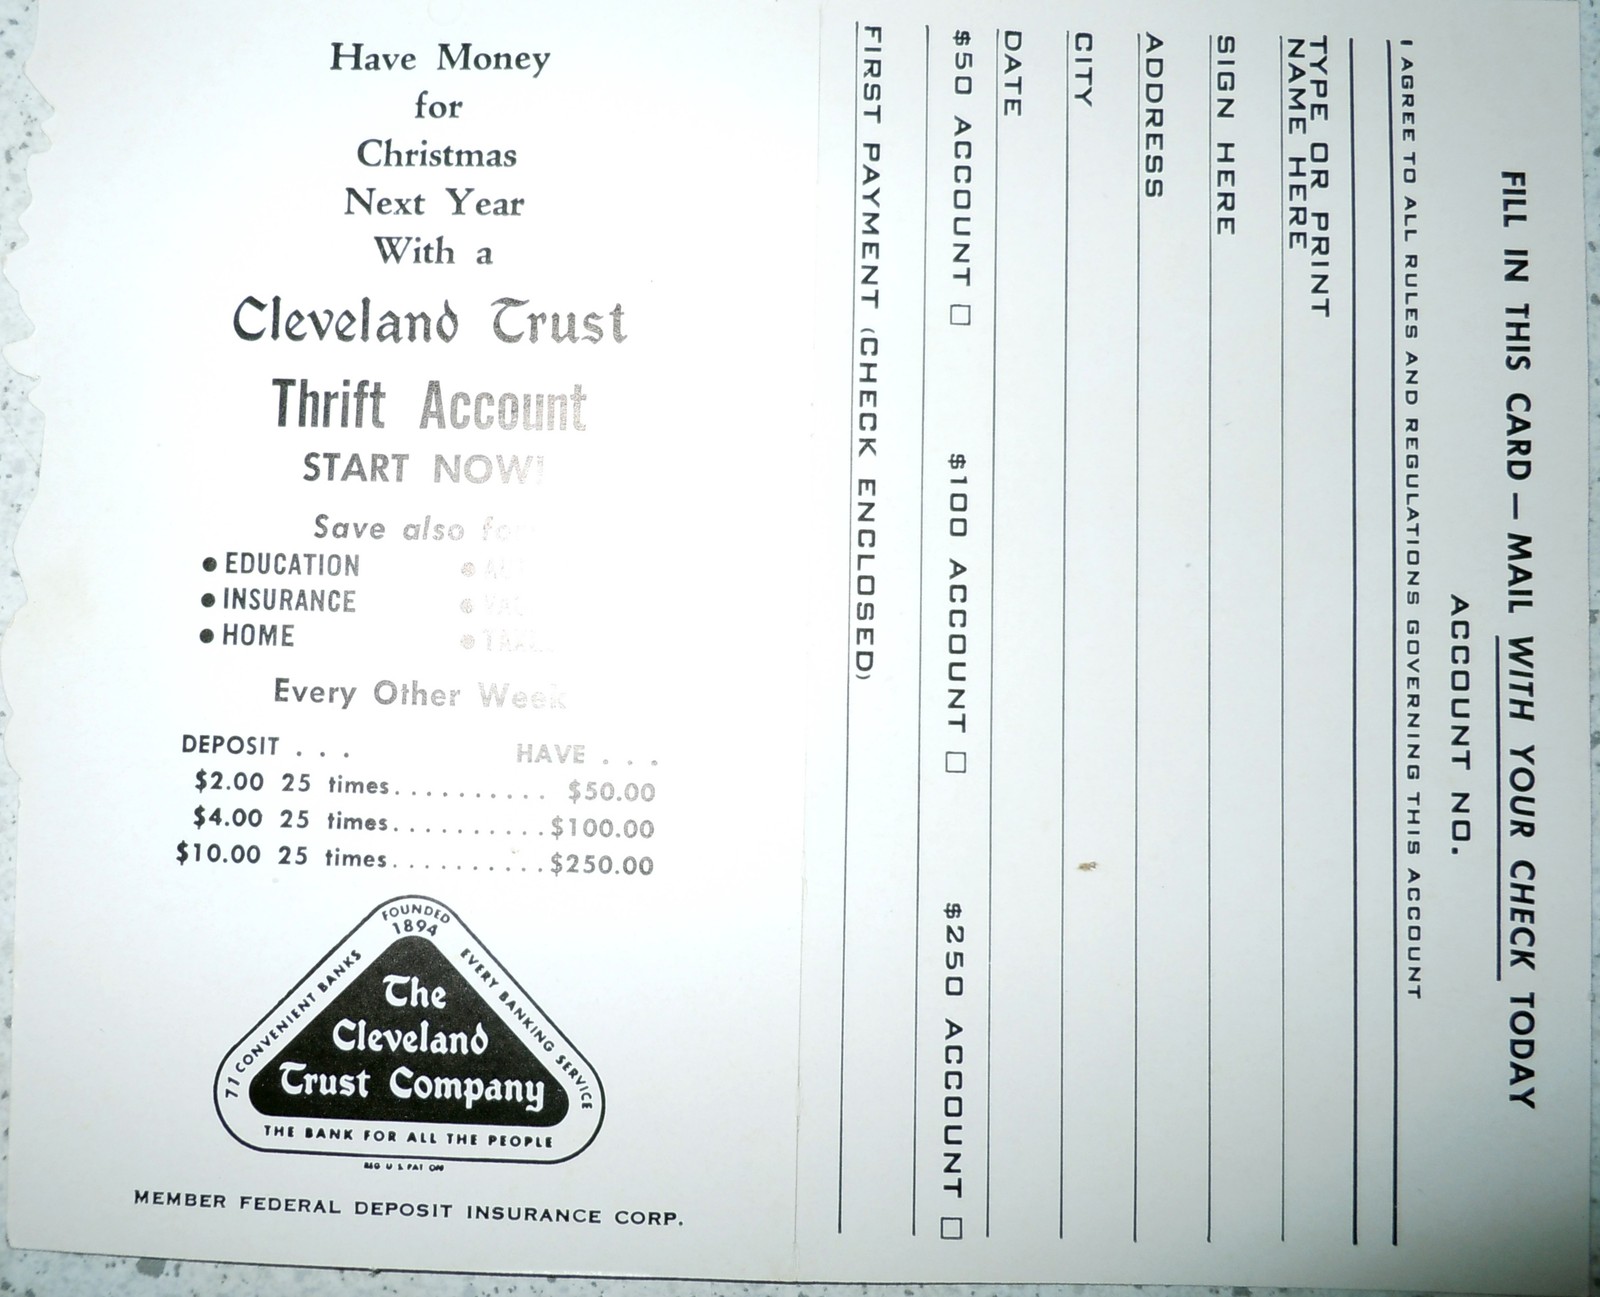 Have Money
for
Christmas
Next Year
With a
Cleveland Trust
Thrift Account
START NOW!
Save also for
• EDUCATION
• INSURANCE
• HOME
Every Other Week
DEPOSIT . . . HAVE . . .
$2.00 25 times.......... $50.00
$4.00 25 times..........$100.00
$10.00 25 times..........$250.00
FOUNDED
1894
71 CONVENIENT BANKS
EVERY BANKING SERVICE
The
Cleveland
Trust Company
THE BANK FOR ALL THE PEOPLE
REG U S PAT OFF
MEMBER FEDERAL DEPOSIT INSURANCE CORP.
FILL IN THIS CARD — MAIL WITH YOUR CHECK TODAY
ACCOUNT NO.
I AGREE TO ALL RULES AND REGULATIONS GOVERNING THIS ACCOUNT
TYPE OR PRINT
NAME HERE
SIGN HERE
ADDRESS
CITY
DATE
$50 ACCOUNT □ $100 ACCOUNT □ $250 ACCOUNT □
FIRST PAYMENT (CHECK ENCLOSED)